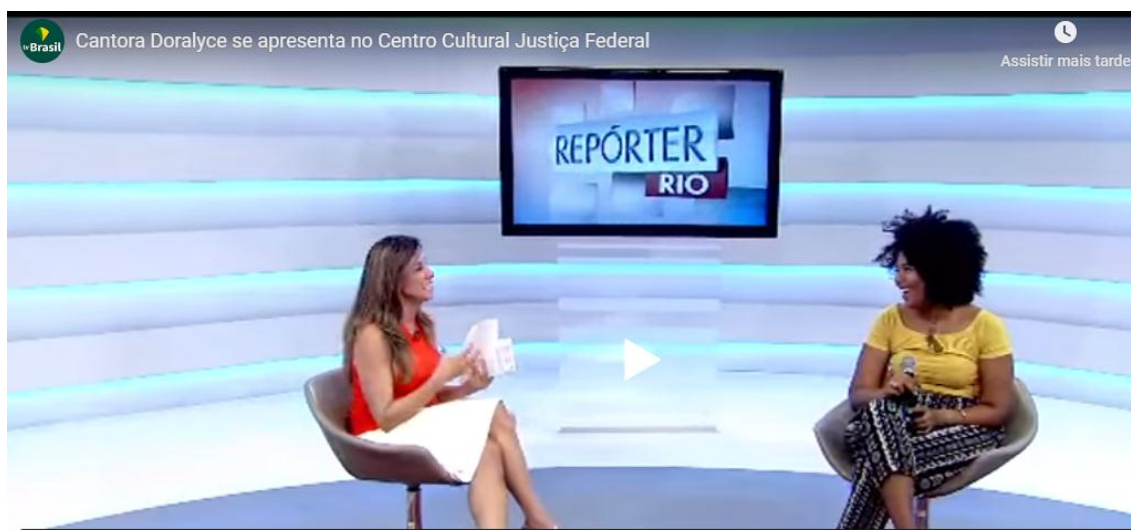 tvBrasil
Cantora Doralyce se apresenta no Centro Cultural Justiça Federal
Assistir mais tarde
REPÓRTER
RIO